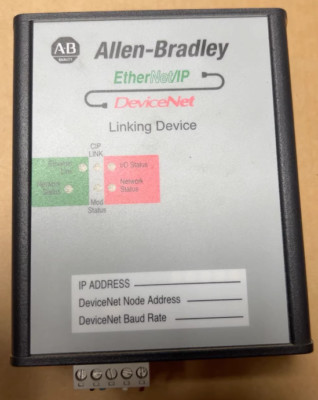 AB
Allen-Bradley
EtherNet/IP
DeviceNet
Linking Device
CIP
LINK
I/O Status
Network
Status
Mod
Status
IP ADDRESS
DeviceNet Node Address
DeviceNet Baud Rate